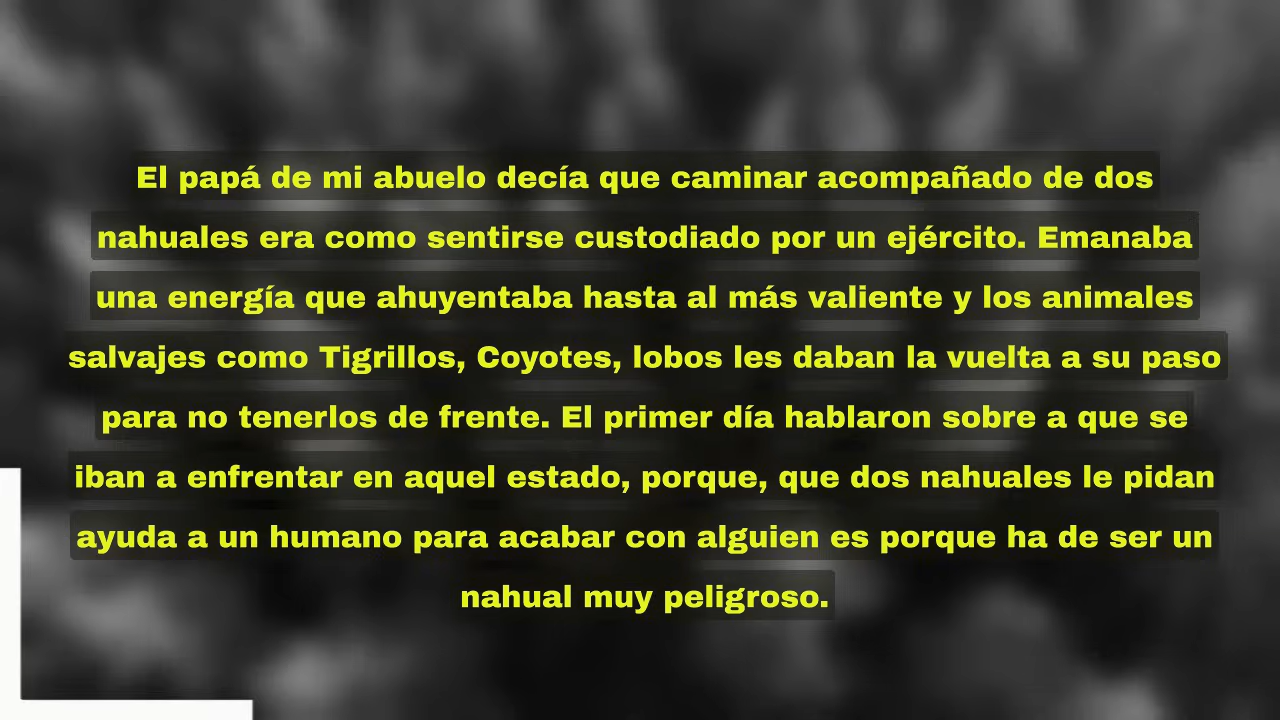 El papá de mi abuelo decía que caminar acompañado de dos
nahuales era como sentirse custodiado por un ejército. Emanaba
una energía que ahuyentaba hasta al más valiente y los animales
salvajes como Tigrillos, Coyotes, lobos les daban la vuelta a su paso
para no tenerlos de frente. El primer día hablaron sobre a que se
iban a enfrentar en aquel estado, porque, que dos nahuales le pidan
ayuda a un humano para acabar con alguien es porque ha de ser un
nahual muy peligroso.